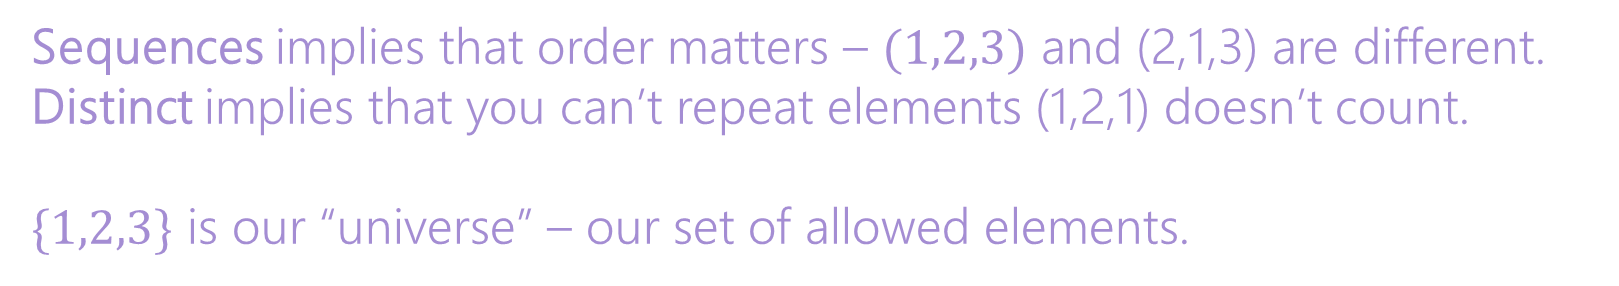 Sequences implies that order matters – (1,2,3) and (2,1,3) are different.
Distinct implies that you can’t repeat elements (1,2,1) doesn’t count.
{1,2,3} is our “universe” – our set of allowed elements.